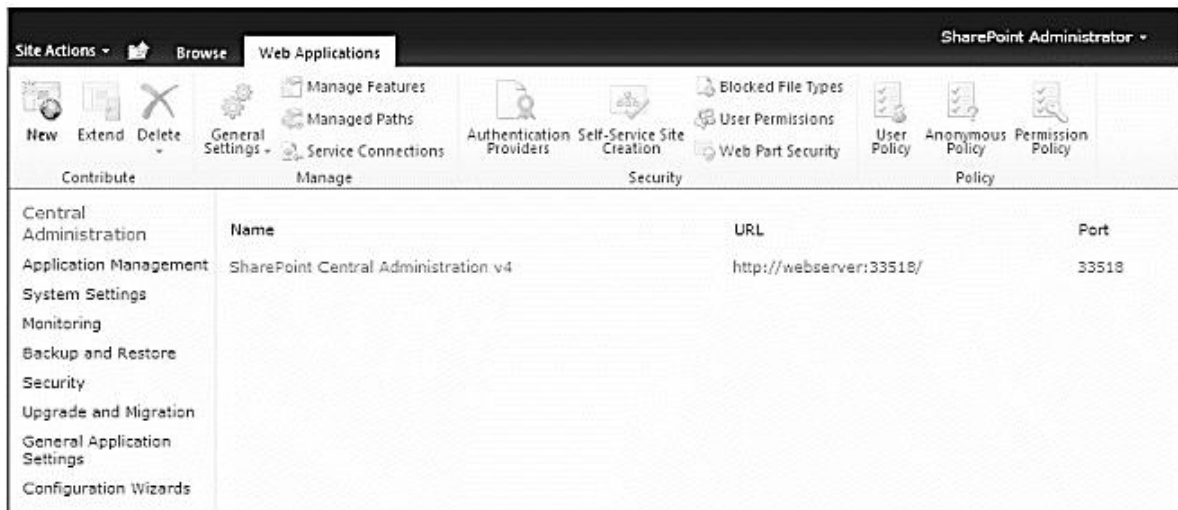 SharePoint Administrator
Site Actions Browse Web Applications
New Extend Delete
General Settings
Manage Features
Managed Paths
Service Connections
Authentication Providers
Self-Service Site Creation
Blocked File Types
User Permissions
Web Part Security
User Policy
Anonymous Policy
Permission Policy
Contribute Manage Security Policy
Central
Administration
Application Management
System Settings
Monitoring
Backup and Restore
Security
Upgrade and Migration
General Application
Settings
Configuration Wizards
Name URL Port
SharePoint Central Administration v4 http://webserver:33518/ 33518